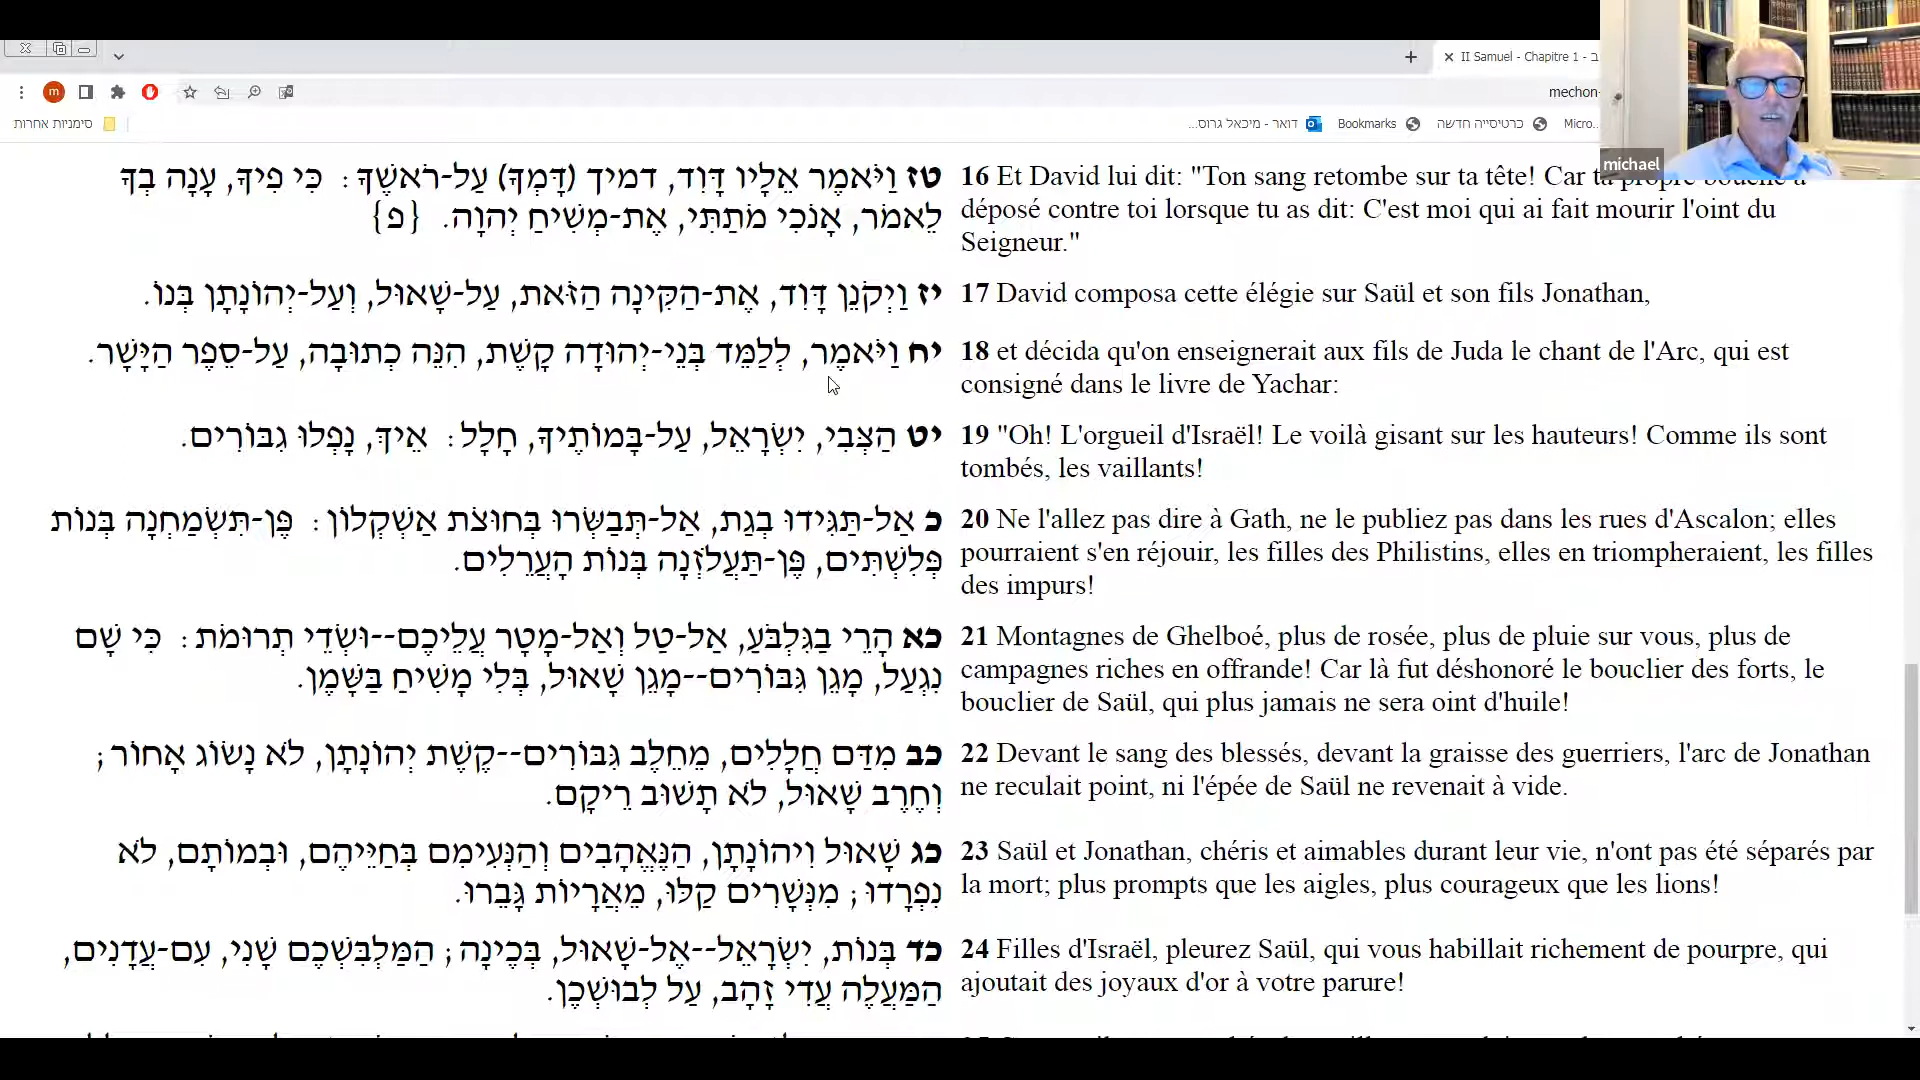 II Samuel - Chapitre 1 - ב
mechon-
סימניות אחרות
דואר - מיכאל גרוס...
Bookmarks
כרטיסייה חדשה
Micro...
m
michael
טז וַיֹּאמֶר אֵלָיו דָּוִד, דמיך (דָּמְךָ) עַל-רֹאשֶׁךָ: כִּי פִיךָ, עָנָה בְךָ
לֵאמֹר, אָנֹכִי מֹתַתִּי, אֶת-מְשִׁיחַ יְהוָה. {פ}
16 Et David lui dit: "Ton sang retombe sur ta tête! Car ta propre bouche a
déposé contre toi lorsque tu as dit: C'est moi qui ai fait mourir l'oint du
Seigneur."
יז וַיְקֹנֵן דָּוִד, אֶת-הַקִּינָה הַזֹּאת, עַל-שָׁאוּל, וְעַל-יְהוֹנָתָן בְּנוֹ.
17 David composa cette élégie sur Saül et son fils Jonathan,
יח וַיֹּאמֶר, לְלַמֵּד בְּנֵי-יְהוּדָה קָשֶׁת, הִנֵּה כְתוּבָה, עַל-סֵפֶר הַיָּשָׁר.
18 et décida qu'on enseignerait aux fils de Juda le chant de l'Arc, qui est
consigné dans le livre de Yachar:
יט הַצְּבִי, יִשְׂרָאֵל, עַל-בָּמוֹתֶיךָ, חָלָל: אֵיךְ, נָפְלוּ גִבּוֹרִים.
19 "Oh! L'orgueil d'Israël! Le voilà gisant sur les hauteurs! Comme ils sont
tombés, les vaillants!
כ אַל-תַּגִּידוּ בְגַת, אַל-תְּבַשְּׂרוּ בְּחוּצֹת אַשְׁקְלוֹן: פֶּן-תִּשְׂמַחְנָה בְּנוֹת
פְּלִשְׁתִּים, פֶּן-תַּעֲלֹזְנָה בְּנוֹת הָעֲרֵלִים.
20 Ne l'allez pas dire à Gath, ne le publiez pas dans les rues d'Ascalon; elles
pourraient s'en réjouir, les filles des Philistins, elles en triompheraient, les filles
des impurs!
כא הָרֵי בַגִּלְבֹּעַ, אַל-טַל וְאַל-מָטָר עֲלֵיכֶם--וּשְׂדֵי תְרוּמֹת: כִּי שָׁם
נִגְעַל, מָגֵן גִּבּוֹרִים--מָגֵן שָׁאוּל, בְּלִי מָשִׁיחַ בַּשָּׁמֶן.
21 Montagnes de Ghelboé, plus de rosée, plus de pluie sur vous, plus de
campagnes riches en offrande! Car là fut déshonoré le bouclier des forts, le
bouclier de Saül, qui plus jamais ne sera oint d'huile!
כב מִדַּם חֲלָלִים, מֵחֵלֶב גִּבּוֹרִים--קֶשֶׁת יְהוֹנָתָן, לֹא נָשׂוֹג אָחוֹר;
וְחֶרֶב שָׁאוּל, לֹא תָשׁוּב רֵיקָם.
22 Devant le sang des blessés, devant la graisse des guerriers, l'arc de Jonathan
ne reculait point, ni l'épée de Saül ne revenait à vide.
כג שָׁאוּל וִיהוֹנָתָן, הַנֶּאֱהָבִים וְהַנְּעִימִם בְּחַיֵּיהֶם, וּבְמוֹתָם, לֹא
נִפְרָדוּ; מִנְּשָׁרִים קַלּוּ, מֵאֲרָיוֹת גָּבֵרוּ.
23 Saül et Jonathan, chéris et aimables durant leur vie, n'ont pas été séparés par
la mort; plus prompts que les aigles, plus courageux que les lions!
כד בְּנוֹת, יִשְׂרָאֵל--אֶל-שָׁאוּל, בְּכֶינָה; הַמַּלְבִּשְׁכֶם שָׁנִי, עִם-עֲדָנִים,
הַמַּעֲלֶה עֲדִי זָהָב, עַל לְבוּשְׁכֶן.
24 Filles d'Israël, pleurez Saül, qui vous habillait richement de pourpre, qui
ajoutait des joyaux d'or à votre parure!